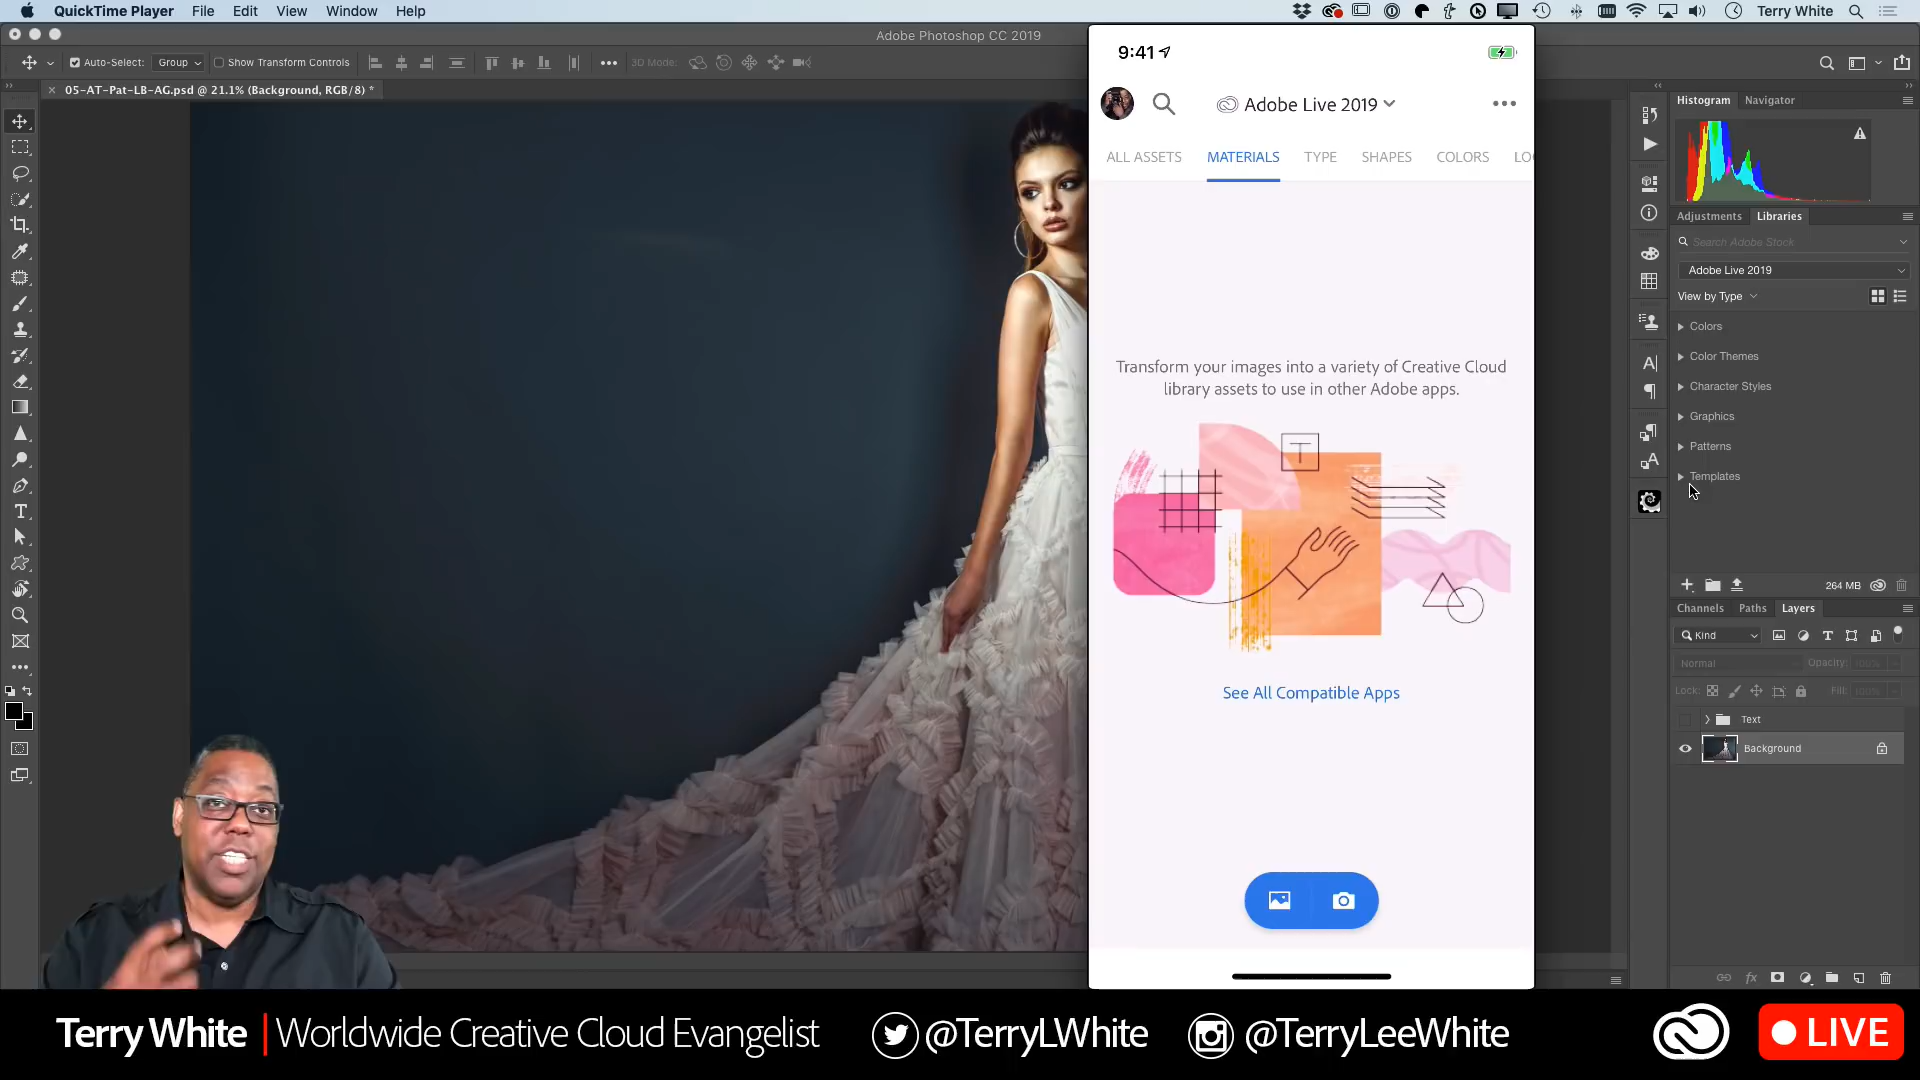 QuickTime Player File Edit View Window Help
Terry White
Adobe Photoshop CC 2019
Auto-Select: Group Show Transform Controls 3D Mode:
05-AT-Pat-LB-AG.psd @ 21.1% (Background, RGB/8) *
9:41
Adobe Live 2019
ALL ASSETS MATERIALS TYPE SHAPES COLORS LO
Transform your images into a variety of Creative Cloud
library assets to use in other Adobe apps.
T
See All Compatible Apps
Histogram Navigator
Adjustments Libraries
Search Adobe Stock
Adobe Live 2019
View by Type
Colors
Color Themes
Character Styles
Graphics
Patterns
Templates
264 MB
Channels Paths Layers
Kind
Normal Opacity: 100%
Lock: Fill: 100%
Text
Background
Terry White | Worldwide Creative Cloud Evangelist @TerryLWhite @TerryLeeWhite LIVE